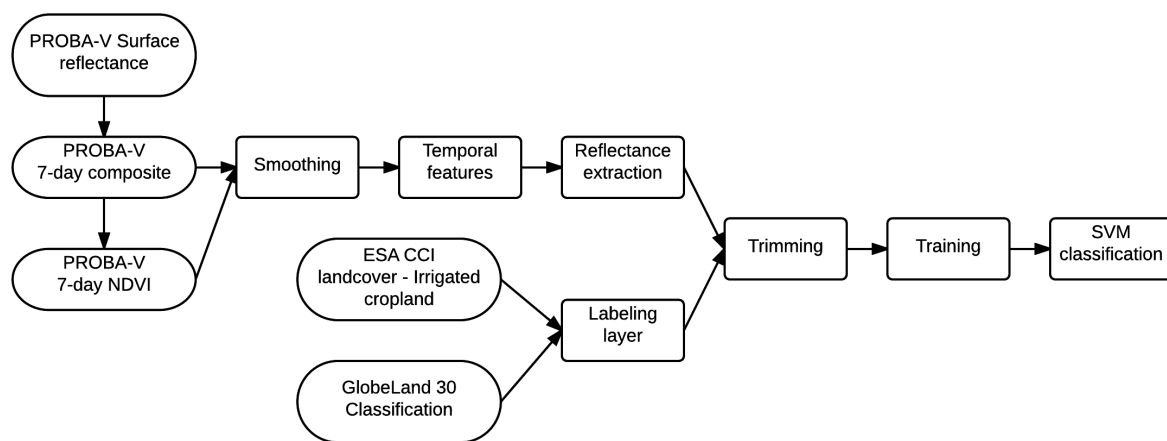 PROBA-V Surface
reflectance
PROBA-V
7-day composite
Smoothing
Temporal
features
Reflectance
extraction
PROBA-V
7-day NDVI
ESA CCI
landcover - Irrigated
cropland
Labeling
layer
GlobeLand 30
Classification
Trimming
Training
SVM
classification